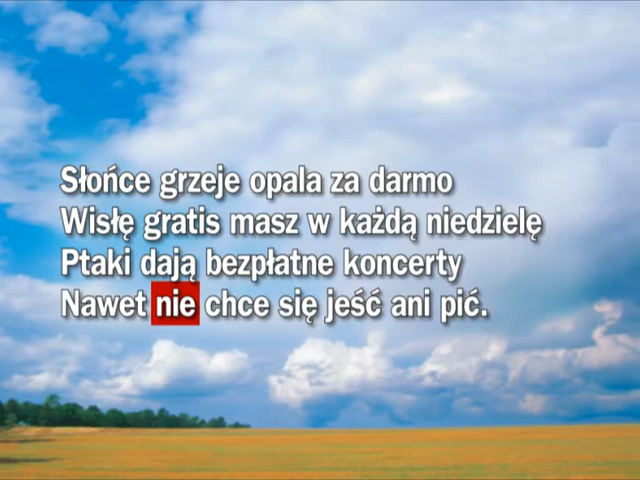 Słońce grzeje opala za darmo
Wisłę gratis masz w każdą niedzielę
Ptaki dają bezpłatne koncerty
Nawet nie chce się jeść ani pić.